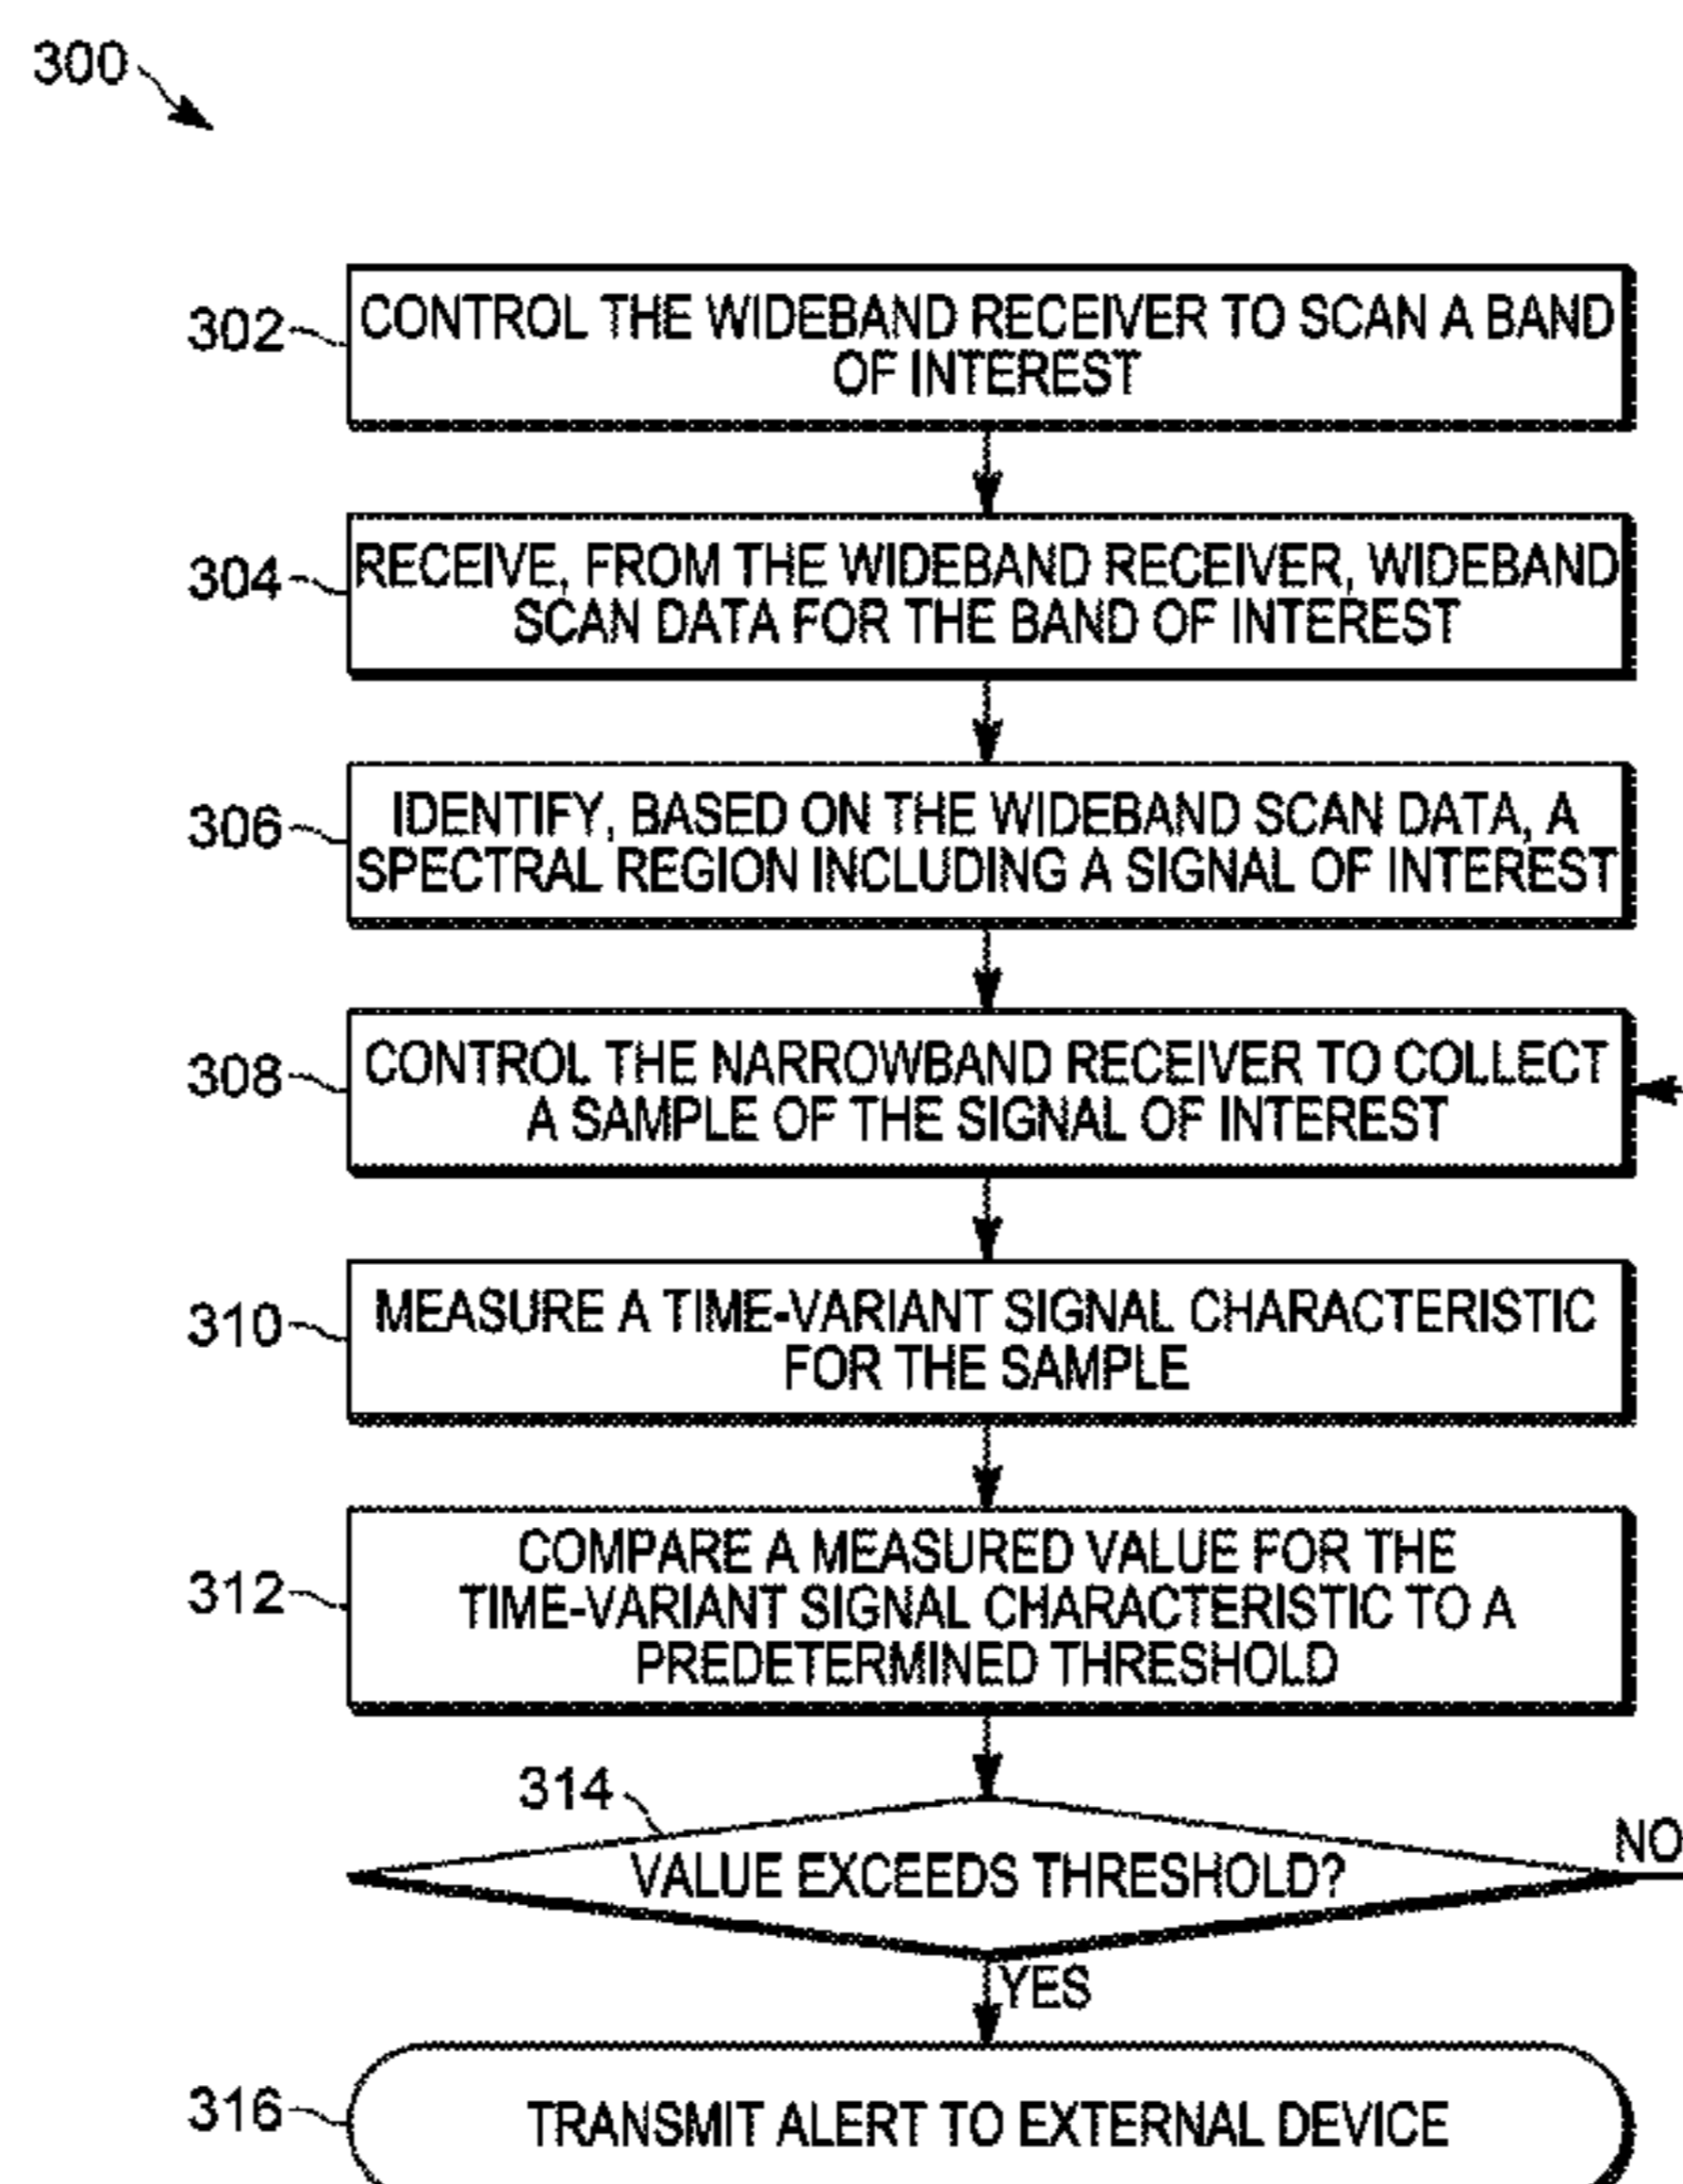 300
302
CONTROL THE WIDEBAND RECEIVER TO SCAN A BAND
OF INTEREST
304
RECEIVE, FROM THE WIDEBAND RECEIVER, WIDEBAND
SCAN DATA FOR THE BAND OF INTEREST
306
IDENTIFY, BASED ON THE WIDEBAND SCAN DATA, A
SPECTRAL REGION INCLUDING A SIGNAL OF INTEREST
308
CONTROL THE NARROWBAND RECEIVER TO COLLECT
A SAMPLE OF THE SIGNAL OF INTEREST
310
MEASURE A TIME-VARIANT SIGNAL CHARACTERISTIC
FOR THE SAMPLE
312
COMPARE A MEASURED VALUE FOR THE
TIME-VARIANT SIGNAL CHARACTERISTIC TO A
PREDETERMINED THRESHOLD
314
VALUE EXCEEDS THRESHOLD?
NO
YES
316
TRANSMIT ALERT TO EXTERNAL DEVICE